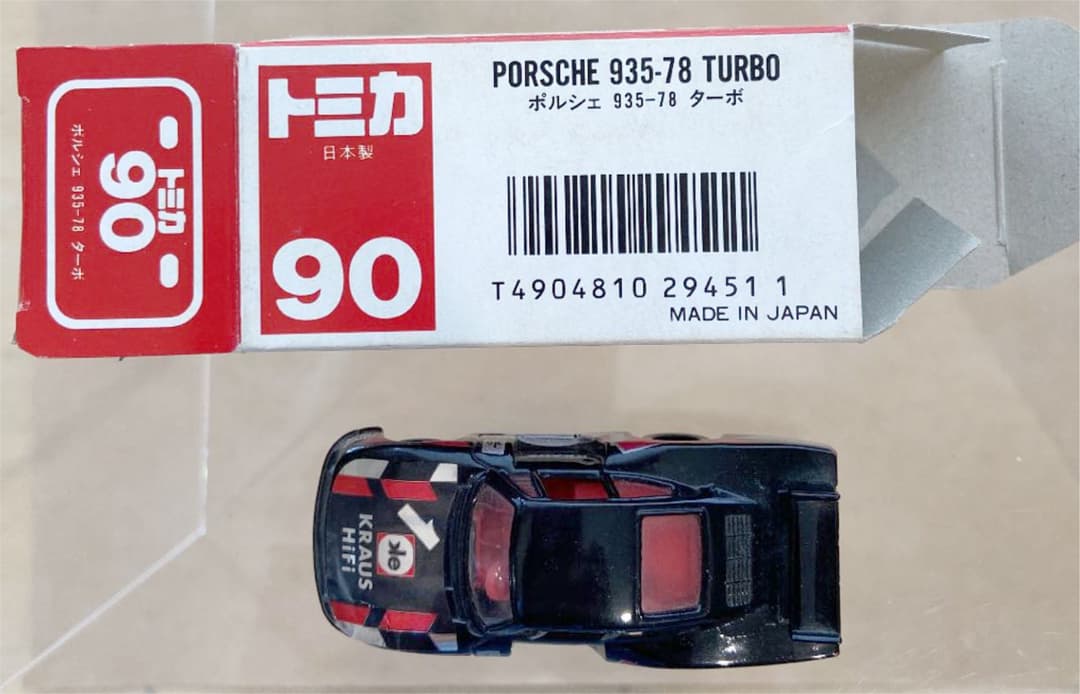 トミカ
90
ポルシェ 935-78 ターボ
トミカ
日本製
90
PORSCHE 935-78 TURBO
ポルシェ 935-78 ターボ
T4904810 29451 1
MADE IN JAPAN
1
ek
KRAUS
HiFi